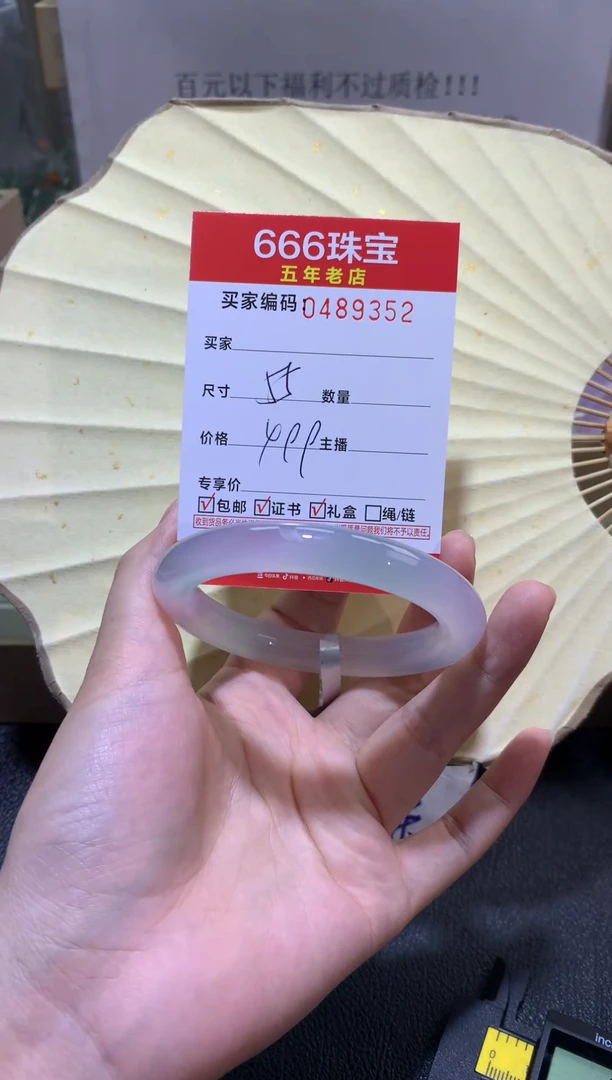 百元以下福利不过质检!!!
666珠宝
五年老店
买家编码:0489352
买家
尺寸 55 数量
价格 主播
专享价
包邮 证书 礼盒 绳/链
inc